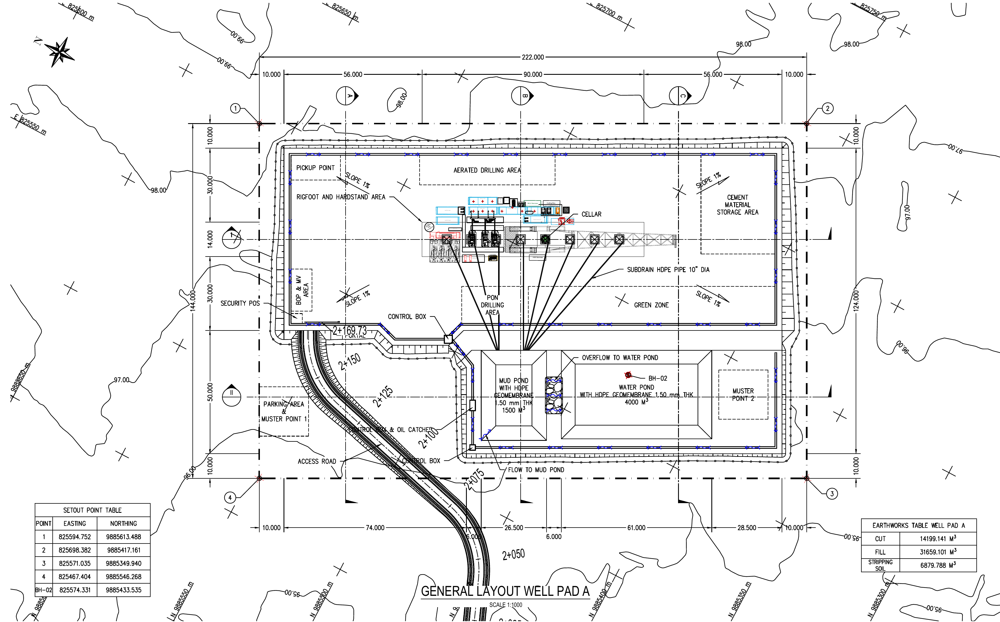 E 825600 m
E 825650 m
E 825700 m
E 825750 m
N
99.00
99.00
98.00
98.00
222.000
10.000
56.000
90.000
56.000
10.000
A
B
C
98.00
1
2
E 825550 m
10.000
10.000
97.00
PICKUP POINT
AERATED DRILLING AREA
SLOPE 1%
SLOPE 1%
98.00
30.000
RIGFOOT AND HARDSTAND AREA
CEMENT
MATERIAL
STORAGE AREA
CELLAR
97.00
14.000
I
SUBDRAIN HDPE PIPE 10" DIA
BOP & MV
AREA
SECURITY POS
SLOPE 1%
PON
DRILLING
AREA
GREEN ZONE
SLOPE 1%
144.000
30.000
124.000
CONTROL BOX
2+169.73
PORTAL
2+150
OVERFLOW TO WATER POND
96.00
9885650 m
97.00
50.000
II
2+125
MUD POND
WITH HDPE
GEOMEMBRANE
1.50 mm THK
1500 M³
BH-02
WATER POND
WITH HDPE GEOMEMBRANE 1.50 mm THK
4000 M³
MUSTER
POINT 2
PARKING AREA
&
MUSTER POINT 1
CONTROL BOX & OIL CATCHER
2+100
ACCESS ROAD
CONTROL BOX
FLOW TO MUD POND
10.000
10.000
96.00
2+075
4
3
10.000
74.000
6.000
26.500
6.000
61.000
28.500
10.000
95.00
2+050
SETOUT POINT TABLE
POINT EASTING NORTHING
1 825594.752 9885613.488
2 825698.382 9885417.161
3 825571.035 9885349.940
4 825467.404 9885546.268
BH-02 825574.331 9885433.535
EARTHWORKS TABLE WELL PAD A
CUT 14199.141 M³
FILL 31659.101 M³
STRIPPING
SOIL 6879.788 M³
N 9885550 m
95.00
N 9885500 m
GENERAL LAYOUT WELL PAD A
SCALE 1:1000
N 9885400 m
N 9885350 m
N 9885300 m
95.00